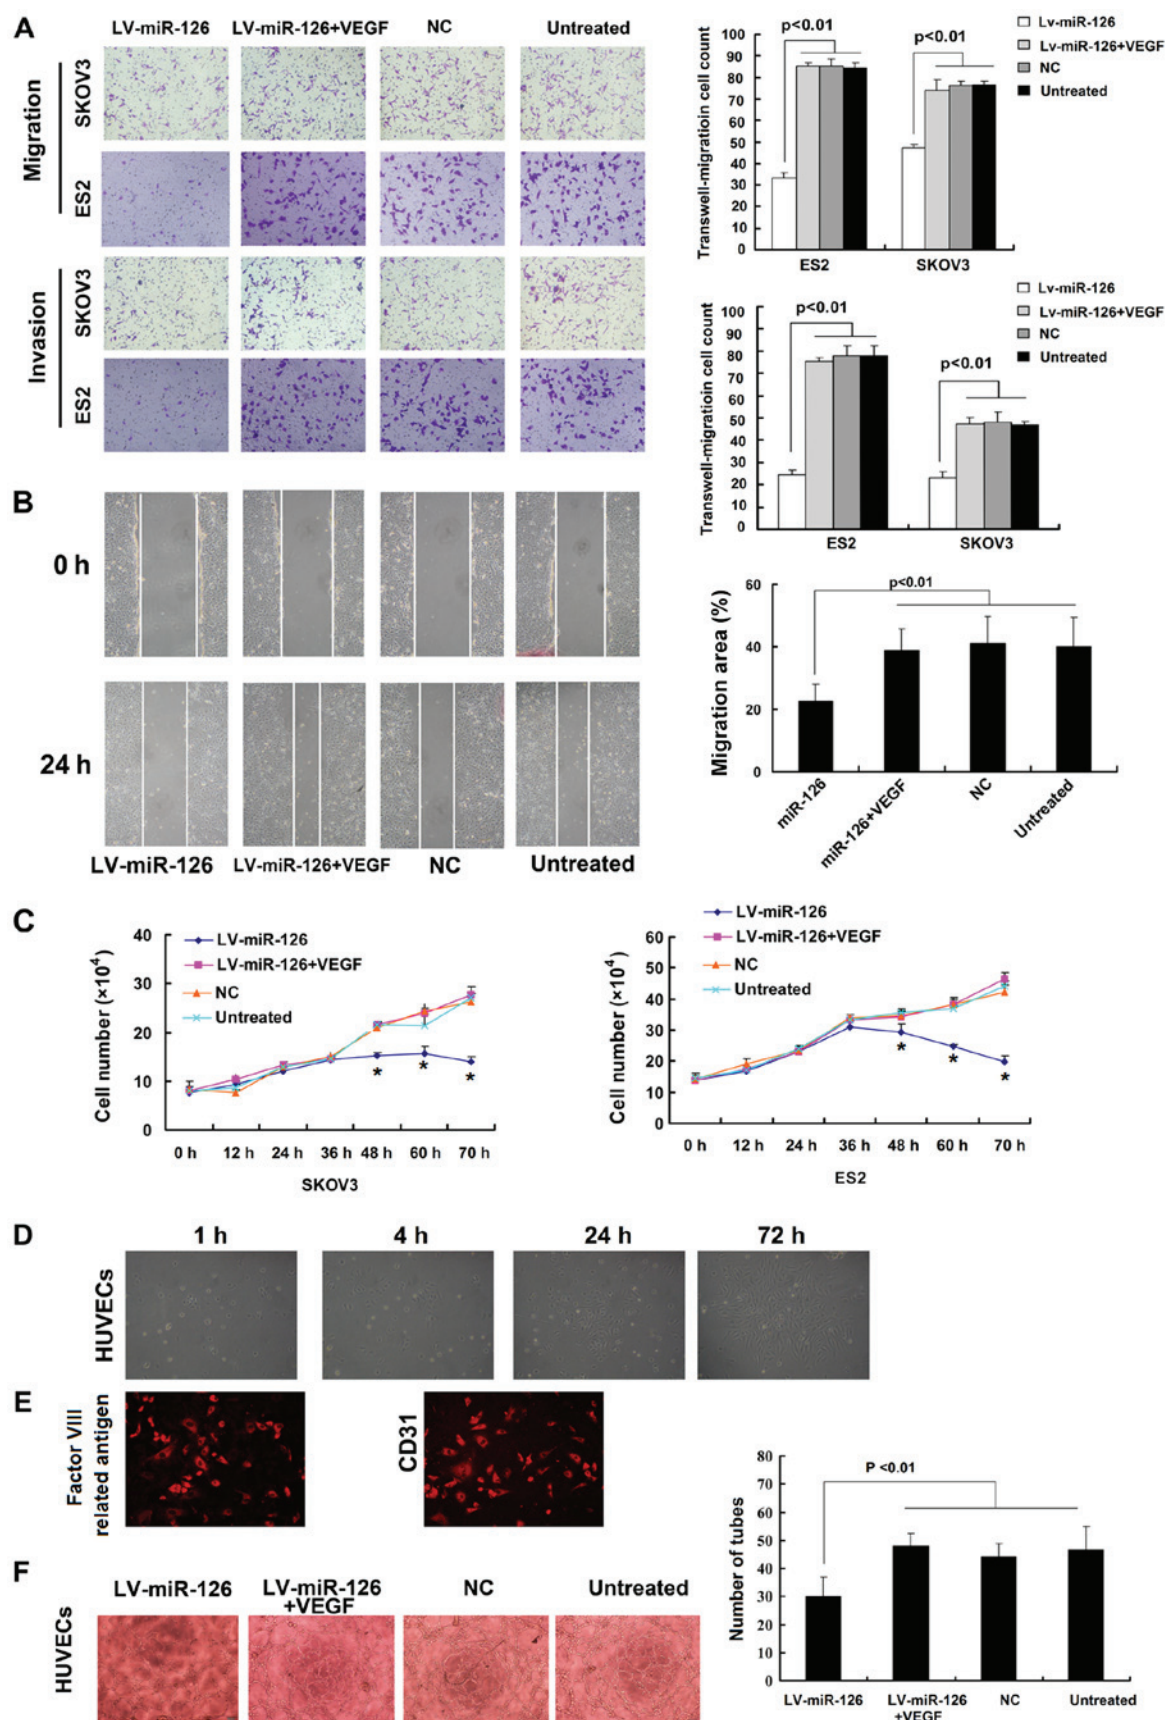 A
LV-miR-126 LV-miR-126+VEGF NC Untreated
Migration
SKOV3
ES2
Invasion
SKOV3
ES2
p<0.01
p<0.01
Lv-miR-126
Lv-miR-126+VEGF
NC
Untreated
Transwell-migratioin cell count
100
90
80
70
60
50
40
30
20
10
0
ES2 SKOV3
Lv-miR-126
Lv-miR-126+VEGF
NC
Untreated
p<0.01
p<0.01
Transwell-migratioin cell count
100
90
80
70
60
50
40
30
20
10
0
ES2 SKOV3
B
0 h
24 h
LV-miR-126 LV-miR-126+VEGF NC Untreated
p<0.01
Migration area (%)
60
40
20
0
miR-126 miR-126+VEGF NC Untreated
C
LV-miR-126
LV-miR-126+VEGF
NC
Untreated
Cell number (×10⁴)
40
30
20
10
0
* * *
0 h 12 h 24 h 36 h 48 h 60 h 70 h
SKOV3
LV-miR-126
LV-miR-126+VEGF
NC
Untreated
Cell number (×10⁴)
60
50
40
30
20
10
0
* * *
0 h 12 h 24 h 36 h 48 h 60 h 70 h
ES2
D
1 h 4 h 24 h 72 h
HUVECs
E
Factor VIII
related antigen
CD31
F
LV-miR-126 LV-miR-126
+VEGF NC Untreated
HUVECs
P <0.01
Number of tubes
80
70
60
50
40
30
20
10
0
LV-miR-126 LV-miR-126
+VEGF NC Untreated